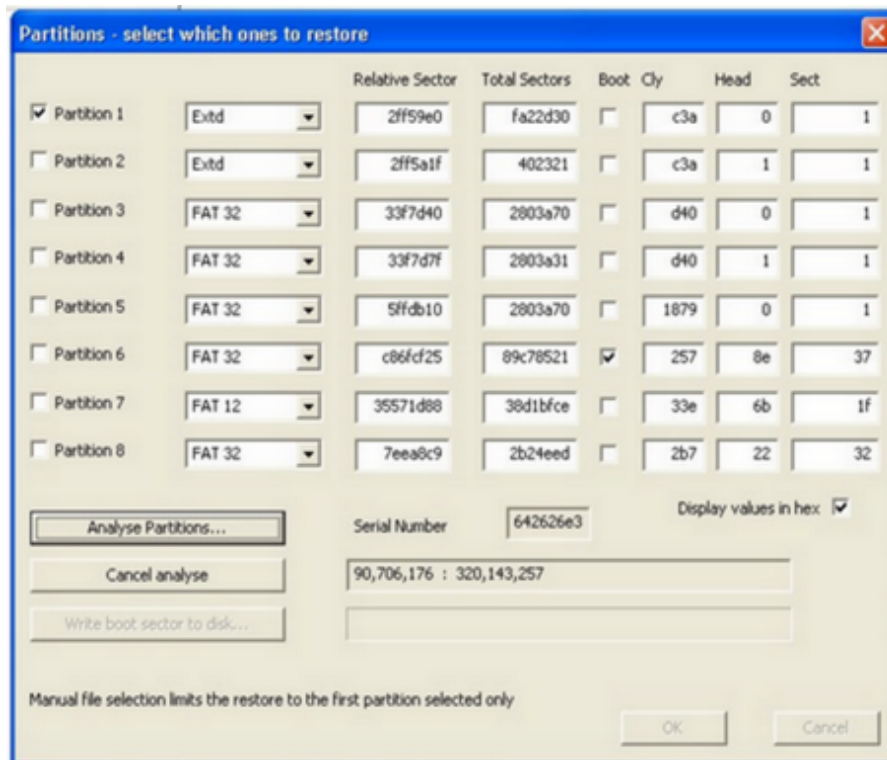 Partitions - select which ones to restore
Relative Sector Total Sectors Boot Cly Head Sect
Partition 1 Extd 2ff59e0 fa22d30 c3a 0 1
Partition 2 Extd 2ff5a1f 402321 c3a 1 1
Partition 3 FAT 32 33f7d40 2803a70 d40 0 1
Partition 4 FAT 32 33f7d7f 2803a31 d40 1 1
Partition 5 FAT 32 5ffdb10 2803a70 1879 0 1
Partition 6 FAT 32 c86fcf25 89c78521 257 8e 37
Partition 7 FAT 12 35571d88 38d1bfce 33e 6b 1f
Partition 8 FAT 32 7eea8c9 2b24eed 2b7 22 32
Analyse Partitions... Serial Number 642626e3 Display values in hex
Cancel analyse 90,706,176 : 320,143,257
Write boot sector to disk...
Manual file selection limits the restore to the first partition selected only
OK Cancel